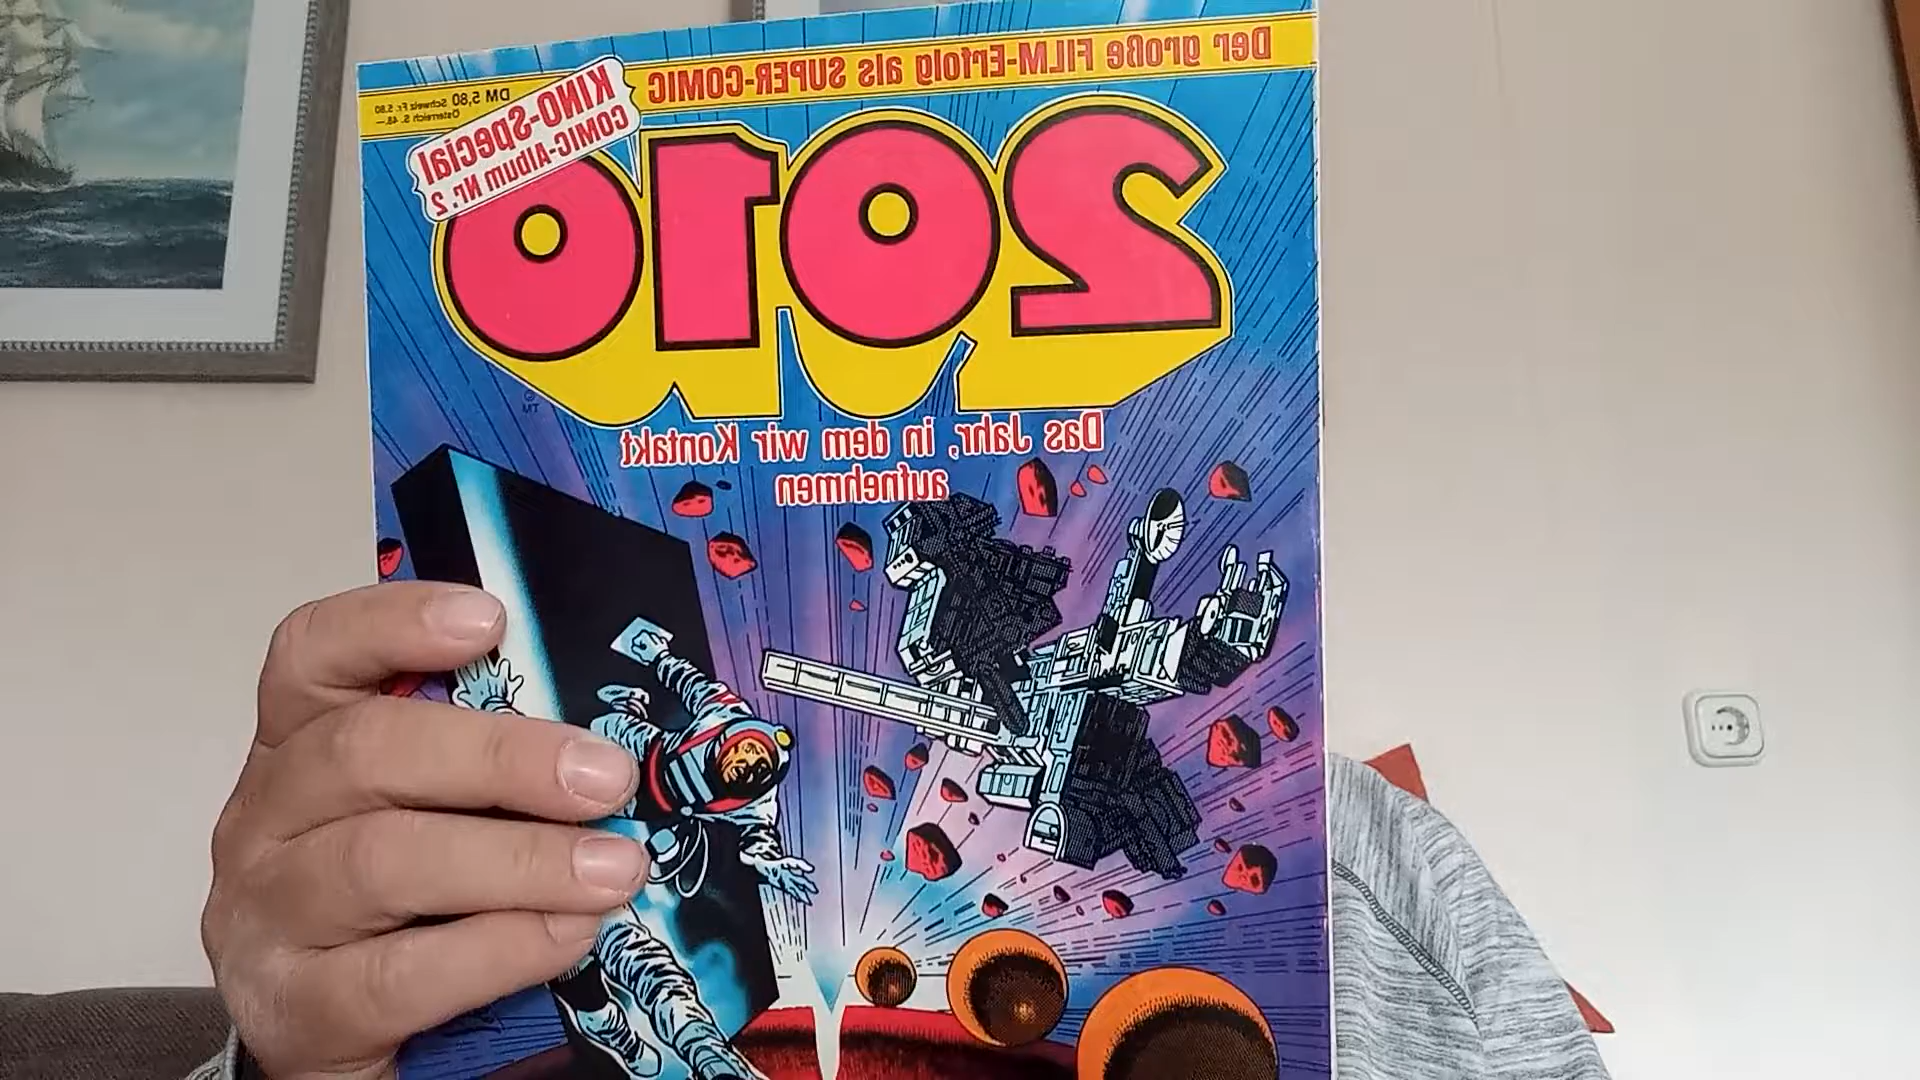 Der große FILM-Erfolg als SUPER-COMIC
DM 5,80 Schweiz Fr. 5.80
Österreich S. 48.—
KINO-Special
COMIC-Album Nr. 2
2010
© TM
Das Jahr, in dem wir Kontakt
aufnehmen